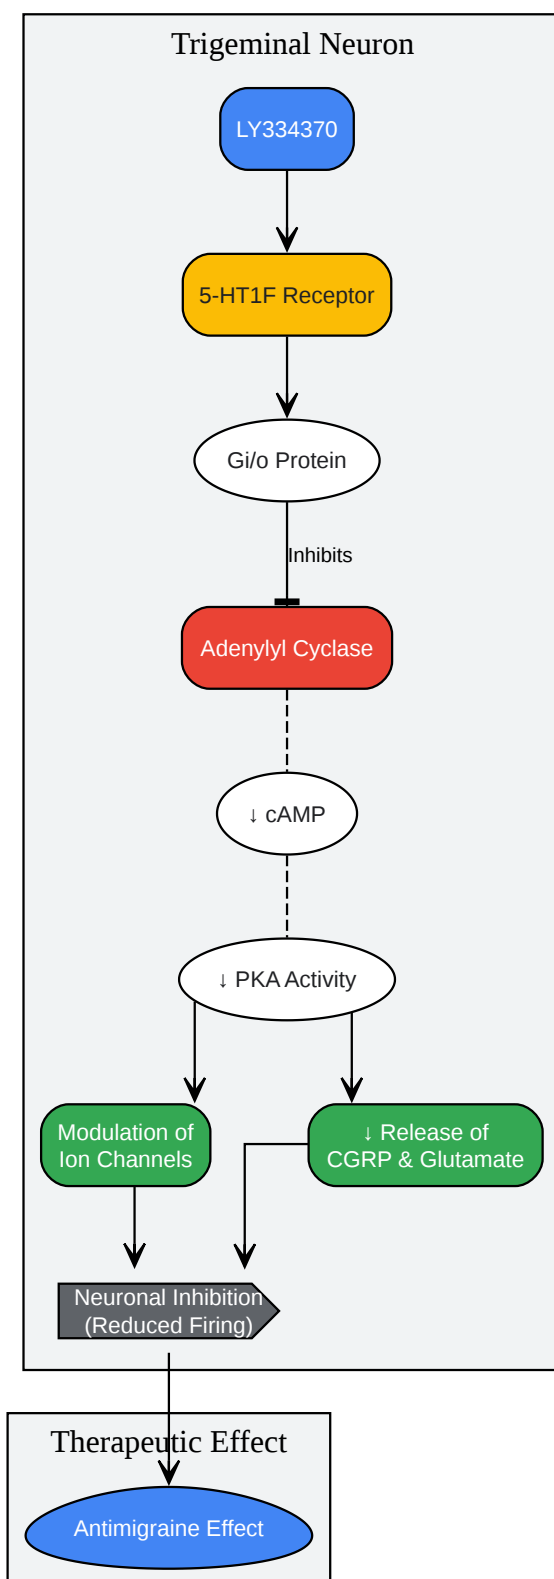 Trigeminal Neuron
LY334370
5-HT1F Receptor
Gi/o Protein
Inhibits
Adenylyl Cyclase
↓ cAMP
↓ PKA Activity
Modulation of
Ion Channels
↓ Release of
CGRP & Glutamate
Neuronal Inhibition
(Reduced Firing)
Therapeutic Effect
Antimigraine Effect